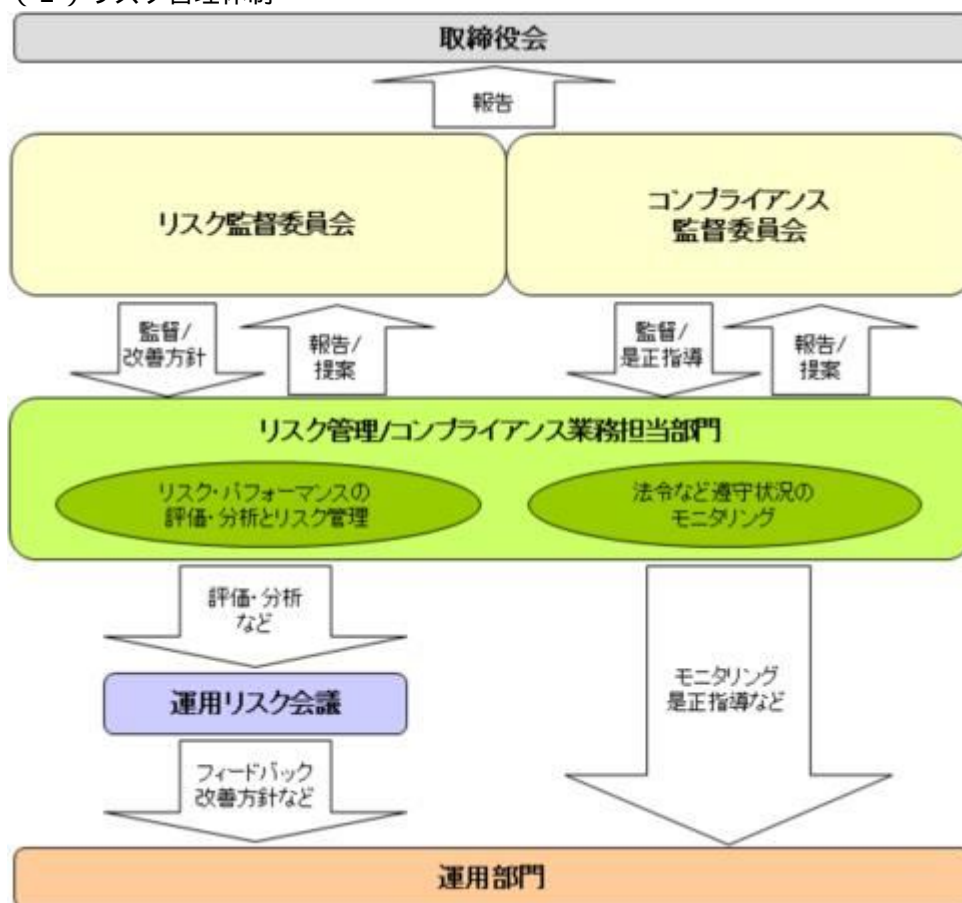 取締役会
報告
リスク監督委員会
コンプライアンス
監督委員会
監督/
改善方針
報告/
提案
監督/
是正指導
報告/
提案
リスク管理/コンプライアンス業務担当部門
リスク・パフォーマンスの
評価・分析とリスク管理
法令など遵守状況の
モニタリング
評価・分析
など
運用リスク会議
モニタリング
是正指導など
フィードバック
改善方針など
運用部門